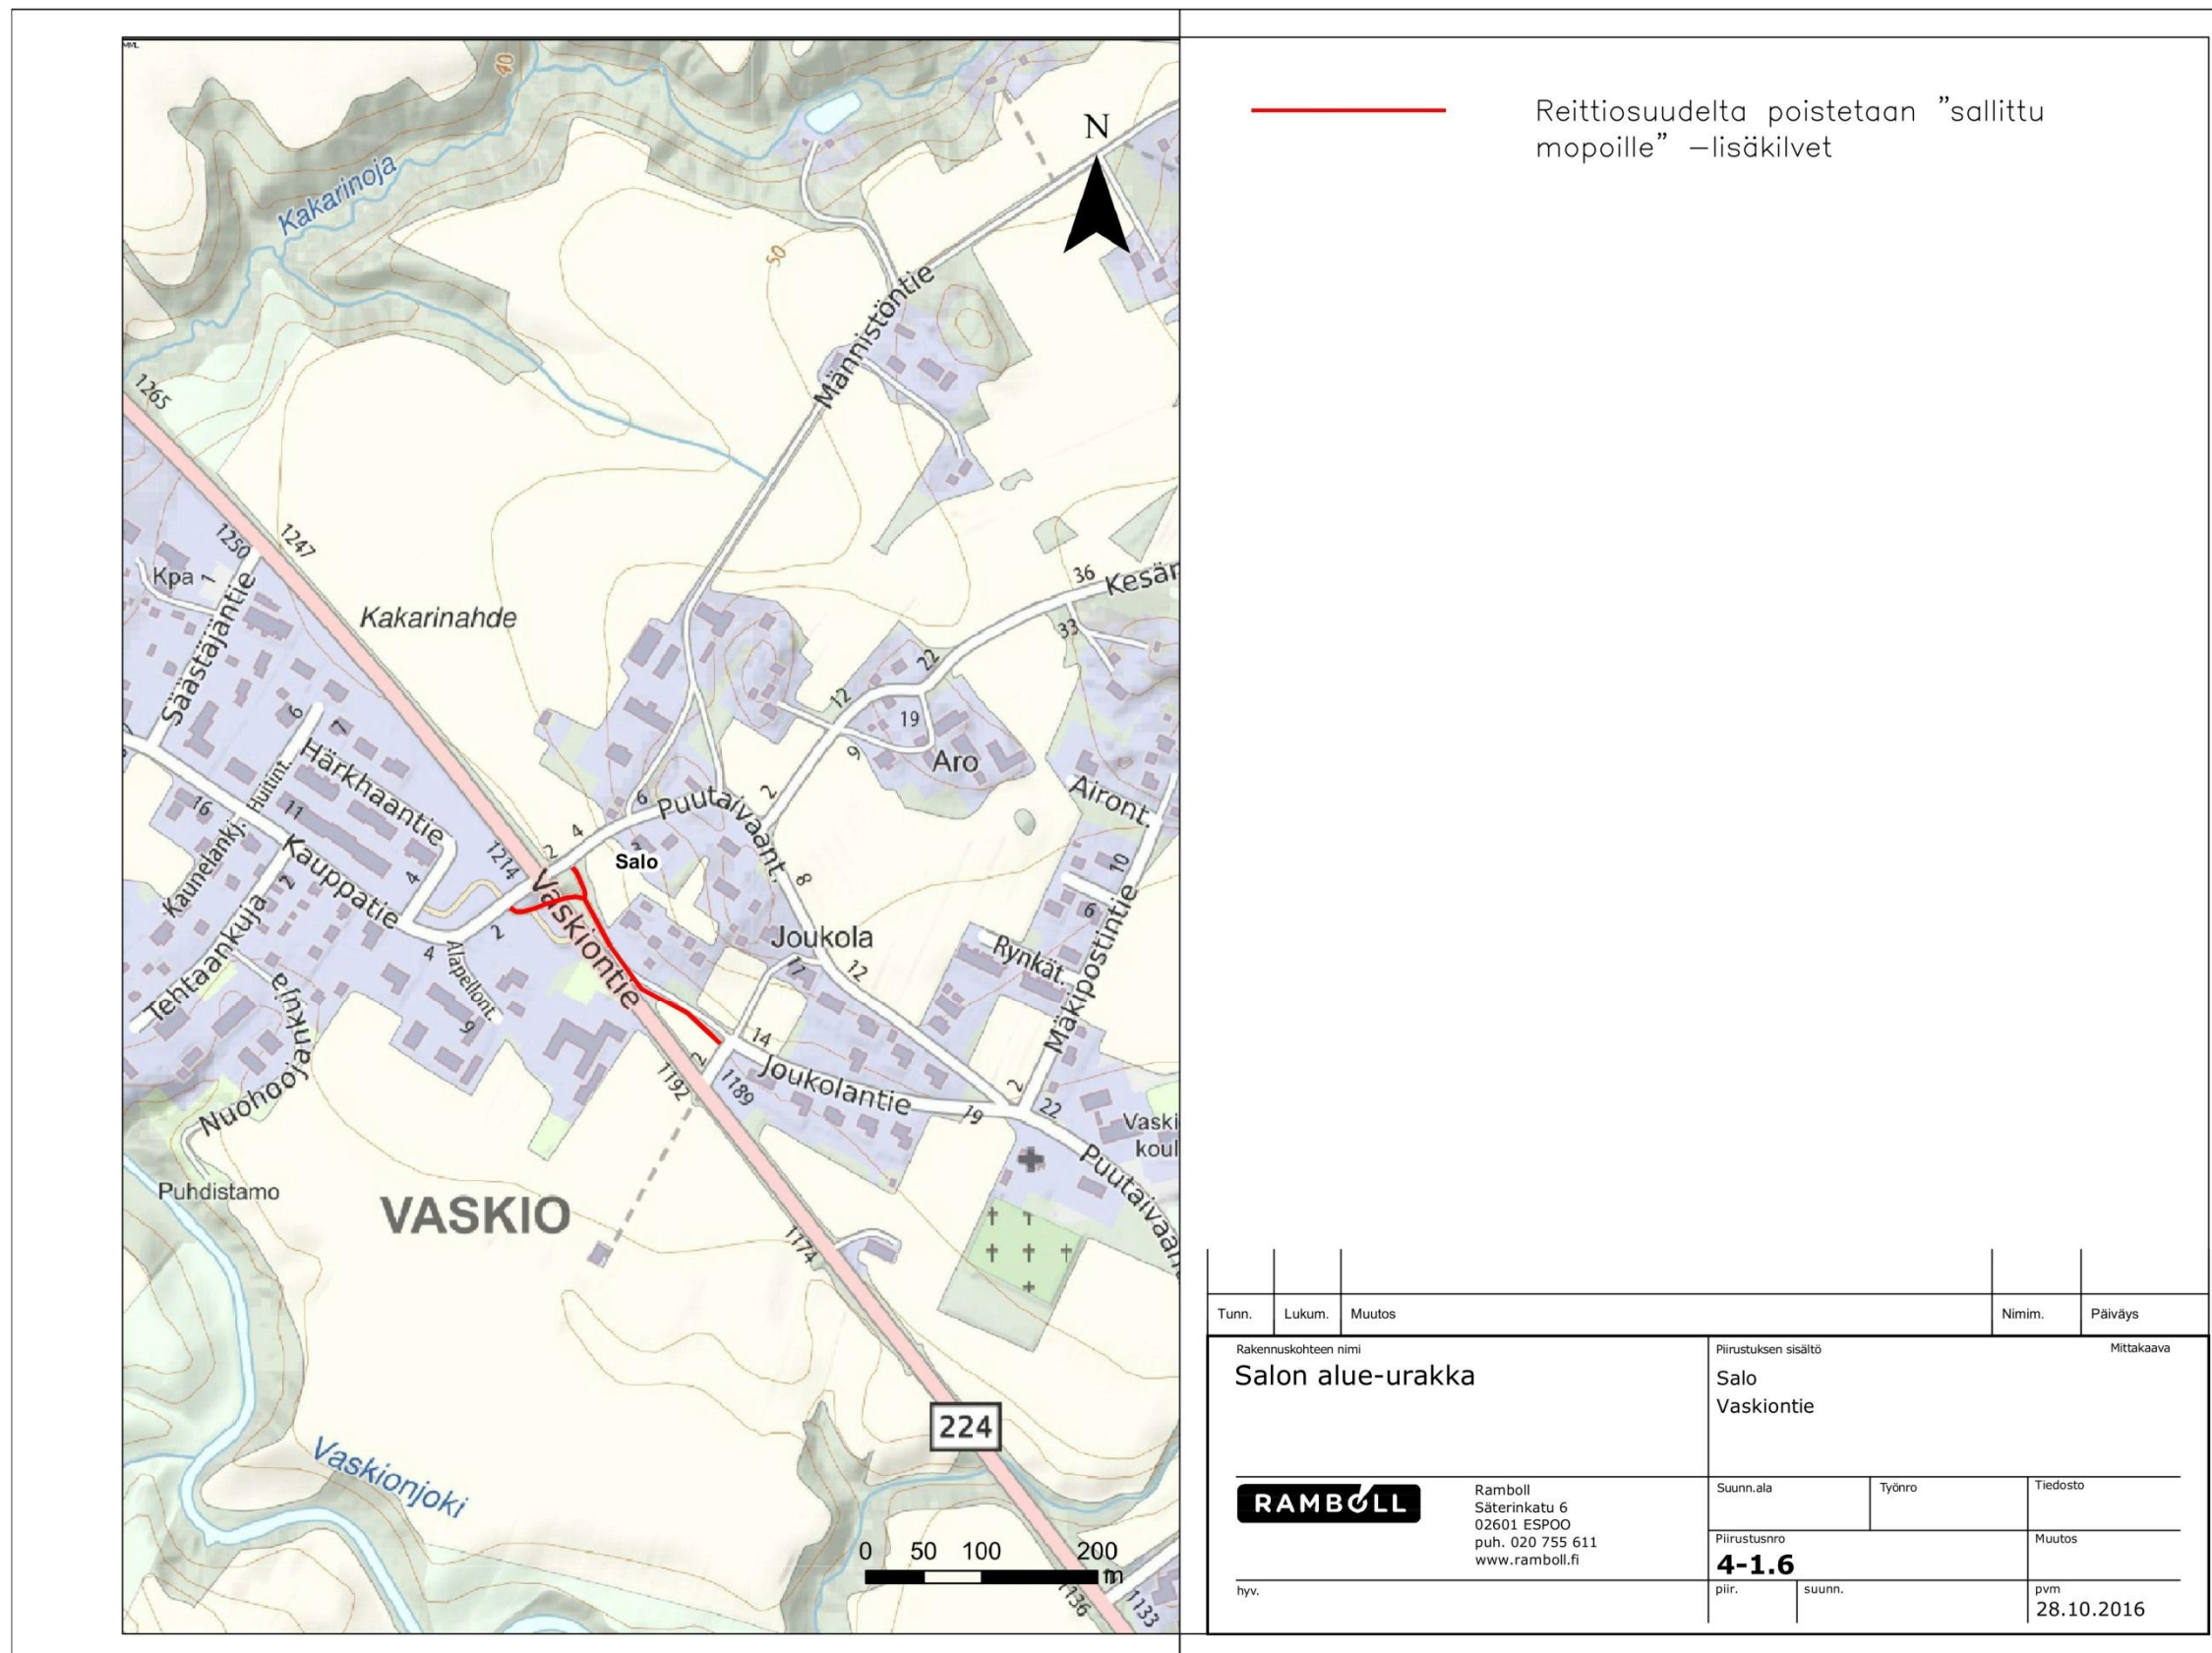 MML
40
Kakarinoja
N
50
Männistöntie
1265
1250
1247
Kpa
1
Säästäjäntie
Kakarinahde
36
Kesär
33
22
12
19
9
Aro
6
7
Härkhaantie
Huitint.
16
11
Kaunelankj.
Kauppatie
2
4
1214
2
4
6
Puutaivaant.
2
8
Salo
Airont.
10
6
Mäkipostintie
Rynkät.
Vaskiontie
Joukola
11
12
Tehtaankuja
4
2
Alapellont.
9
Nuohoojankuja
14
2
1192
1189
Joukolantie
19
2
22
Vaski
koul
Puutaivaan
Puhdistamo
VASKIO
1174
224
Vaskionjoki
0 50 100 200
m
1136
1133
Reittiosuudelta poistetaan ”sallittu
mopoille” –lisäkilvet
Tunn. Lukum. Muutos Nimim. Päiväys
Rakennuskohteen nimi
Salon alue-urakka
Piirustuksen sisältö Mittakaava
Salo
Vaskiontie
RAMBOLL
Ramboll
Säterinkatu 6
02601 ESPOO
puh. 020 755 611
www.ramboll.fi
Suunn.ala Työnro Tiedosto
Piirustusnro Muutos
4-1.6
hyv. piir. suunn. pvm
28.10.2016